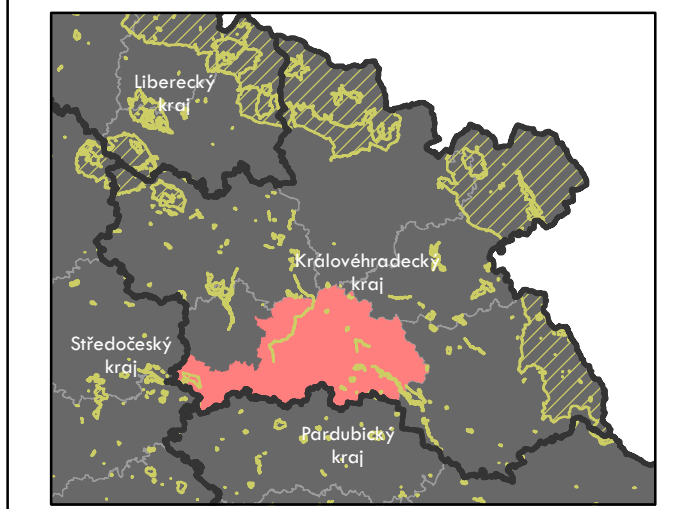 Liberecký
kraj
Královéhradecký
kraj
Středočeský
kraj
Pardubický
kraj